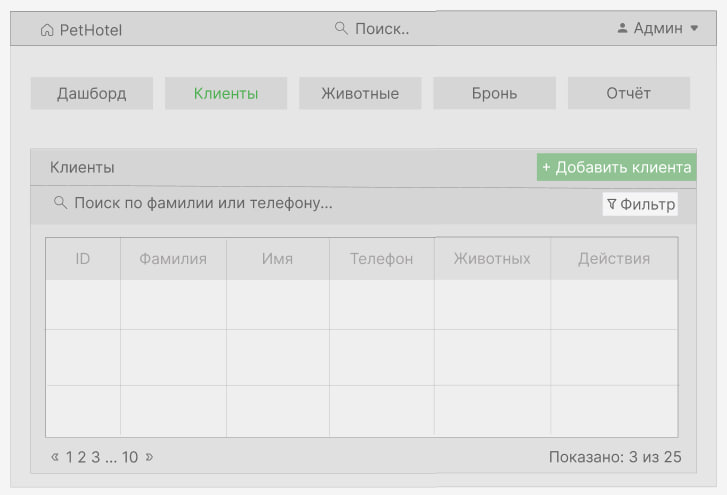 PetHotel Поиск.. Админ
Дашборд Клиенты Животные Бронь Отчёт
Клиенты + Добавить клиента
Поиск по фамилии или телефону... Фильтр
ID Фамилия Имя Телефон Животных Действия
« 1 2 3 ... 10 » Показано: 3 из 25